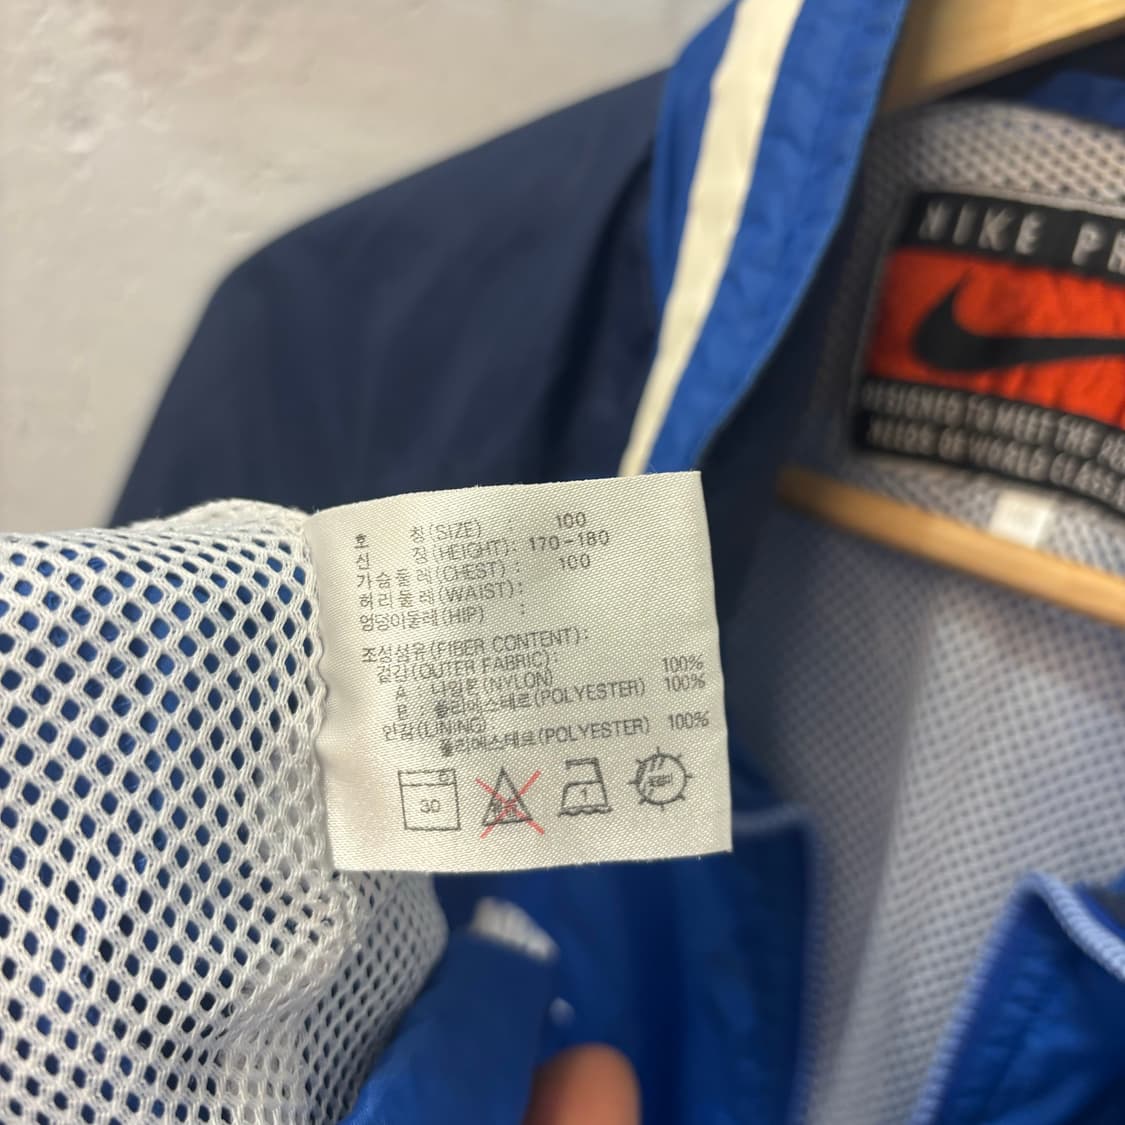 NIKE PR
DESIGNED TO MEET THE
NEEDS OF WORLD CLASS
호 칭(SIZE) : 100
신 장(HEIGHT): 170-180
가슴둘레(CHEST) : 100
허리둘레(WAIST):
엉덩이둘레(HIP) :
조성섬유(FIBER CONTENT):
겉감(OUTER FABRIC):
A : 나일론(NYLON) 100%
B : 폴리에스테르(POLYESTER) 100%
안감(LINING):
폴리에스테르(POLYESTER) 100%
30
1